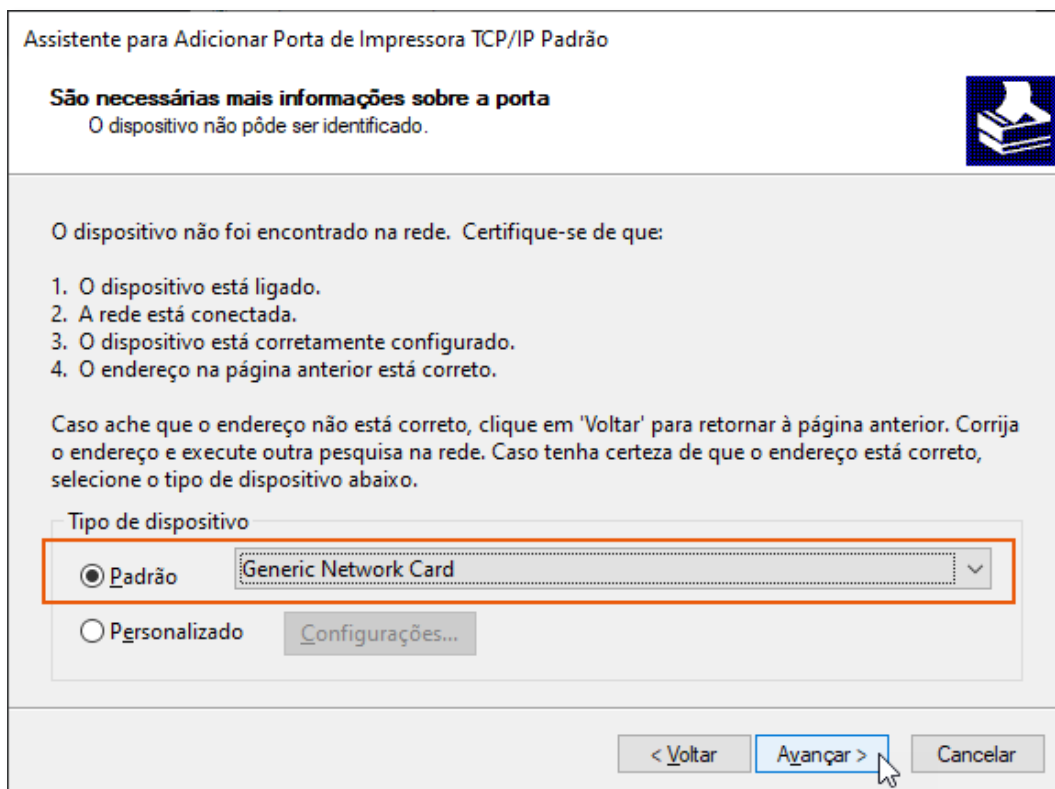 Assistente para Adicionar Porta de Impressora TCP/IP Padrão
São necessárias mais informações sobre a porta
O dispositivo não pôde ser identificado.
O dispositivo não foi encontrado na rede.  Certifique-se de que:
1.  O dispositivo está ligado.
2.  A rede está conectada.
3.  O dispositivo está corretamente configurado.
4.  O endereço na página anterior está correto.
Caso ache que o endereço não está correto, clique em 'Voltar' para retornar à página anterior. Corrija
o endereço e execute outra pesquisa na rede. Caso tenha certeza de que o endereço está correto,
selecione o tipo de dispositivo abaixo.
Tipo de dispositivo
Padrão Generic Network Card
Personalizado Configurações...
< Voltar Avançar > Cancelar